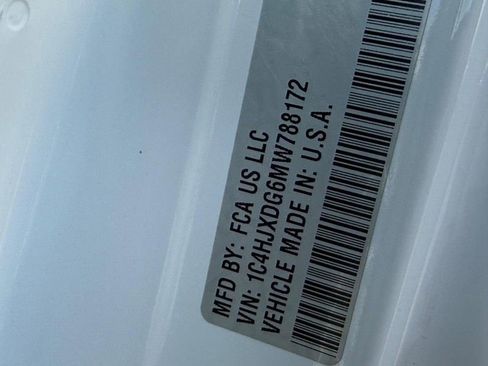 MFD BY: FCA US LLC
VIN: 1C4HJXDG6MW788172
VEHICLE MADE IN: U.S.A.